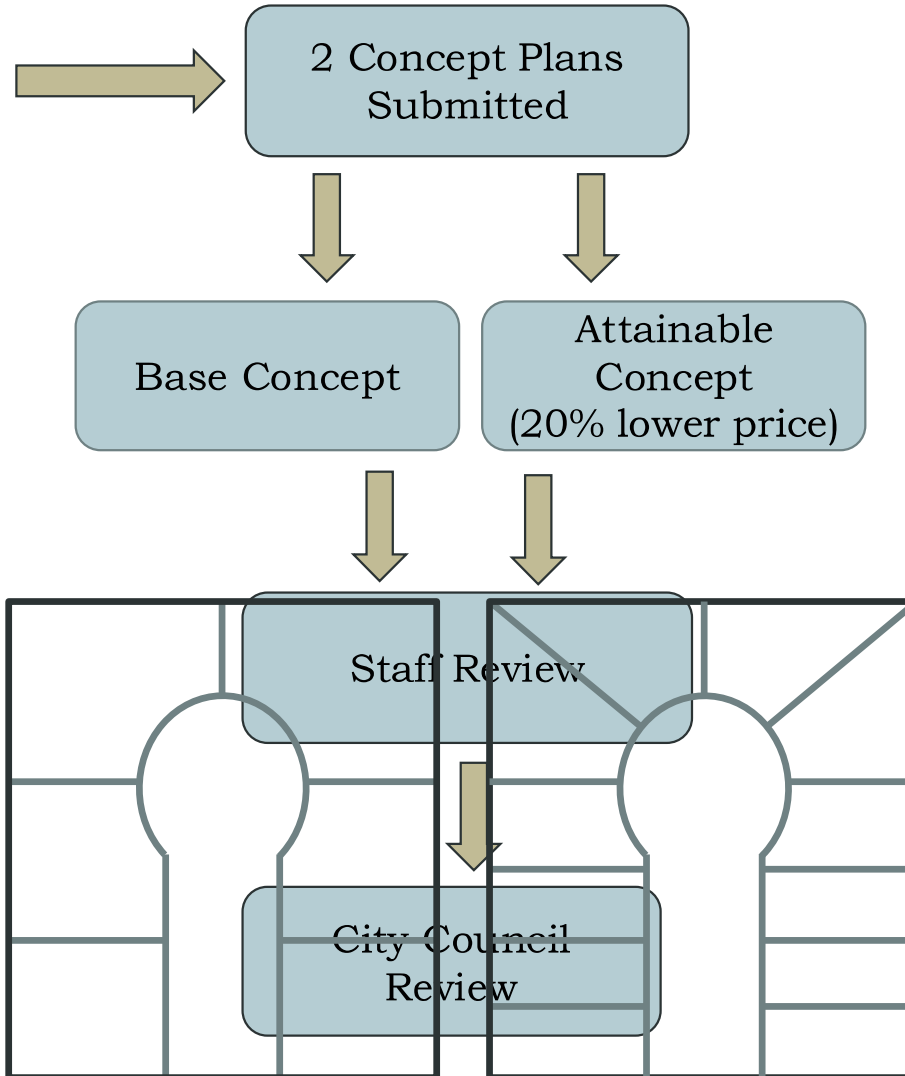 2 Concept Plans
Submitted
Base Concept
Attainable
Concept
(20% lower price)
Staff Review
City Council
Review